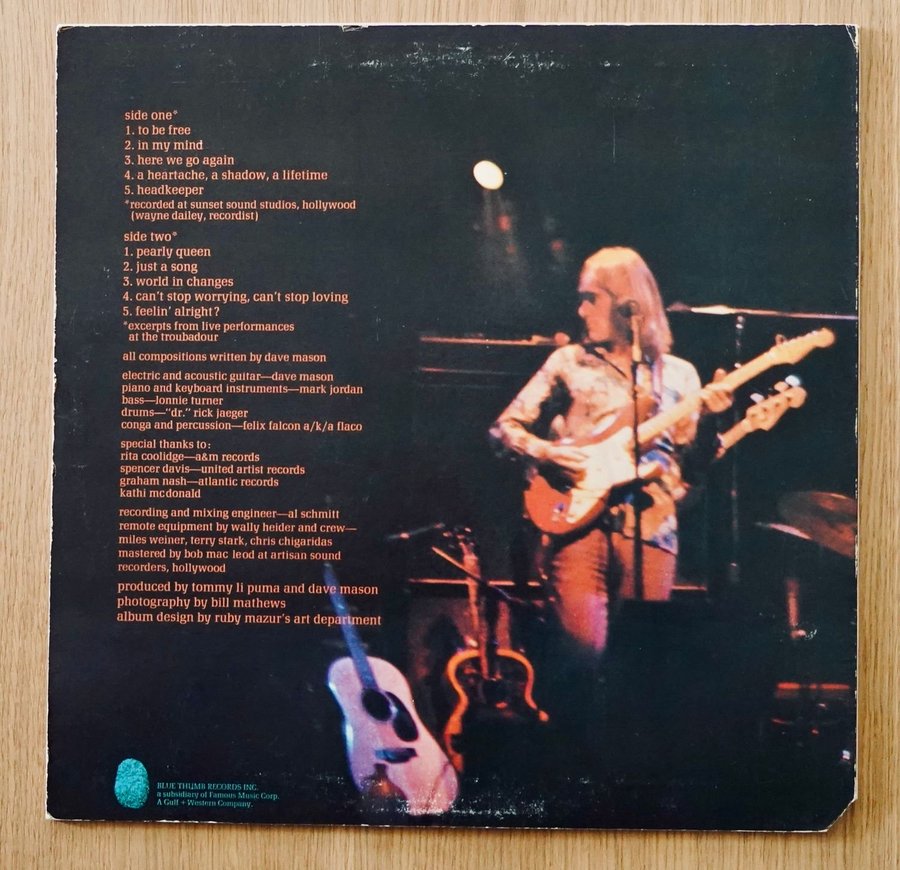 side one*
1. to be free
2. in my mind
3. here we go again
4. a heartache, a shadow, a lifetime
5. headkeeper
*recorded at sunset sound studios, hollywood
(wayne dailey, recordist)
side two*
1. pearly queen
2. just a song
3. world in changes
4. can't stop worrying, can't stop loving
5. feelin' alright?
*excerpts from live performances
at the troubadour
all compositions written by dave mason
electric and acoustic guitar—dave mason
piano and keyboard instruments—mark jordan
bass—lonnie turner
drums—"dr." rick jaeger
conga and percussion—felix falcon a/k/a flaco
special thanks to:
rita coolidge—a&m records
spencer davis—united artist records
graham nash—atlantic records
kathi mcdonald
recording and mixing engineer—al schmitt
remote equipment by wally heider and crew—
miles weiner, terry stark, chris chigaridas
mastered by bob mac leod at artisan sound
recorders, hollywood
produced by tommy li puma and dave mason
photography by bill mathews
album design by ruby mazur's art department
BLUE THUMB RECORDS INC.
a subsidiary of Famous Music Corp.
A Gulf + Western Company.